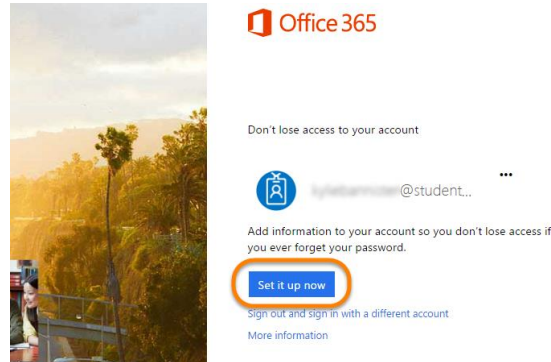 Office 365
Don't lose access to your account
@student...
Add information to your account so you don't lose access if
you ever forget your password.
Set it up now
Sign out and sign in with a different account
More information